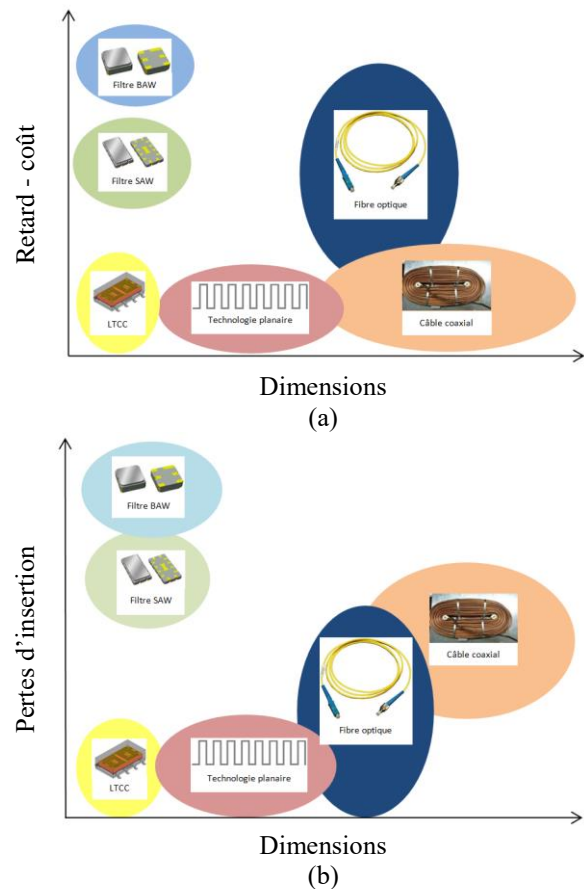 Retard - coût
Filtre BAW
Filtre SAW
Fibre optique
LTCC
Technologie planaire
Câble coaxial
Dimensions
(a)
Pertes d'insertion
Filtre BAW
Filtre SAW
Câble coaxial
Fibre optique
LTCC
Technologie planaire
Dimensions
(b)